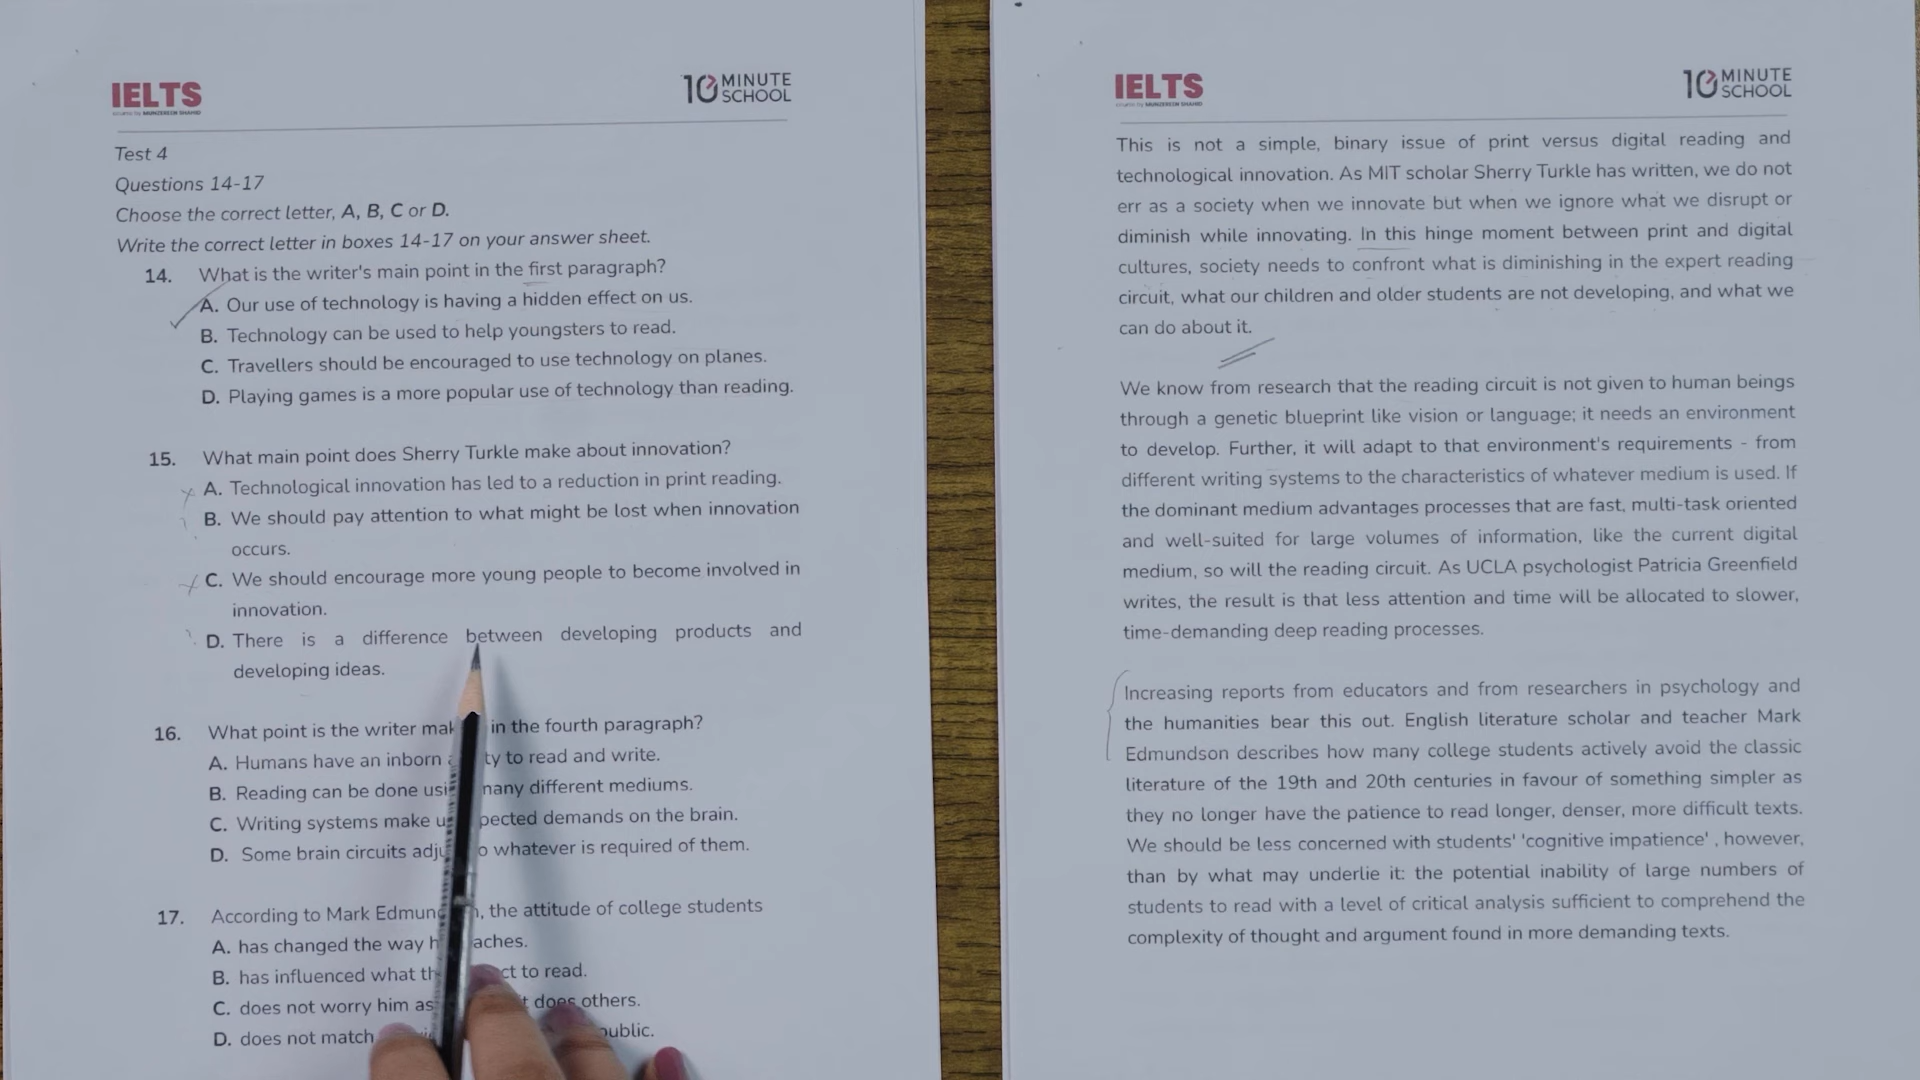 IELTS
10 MINUTE SCHOOL
Test 4
Questions 14-17
Choose the correct letter, A, B, C or D.
Write the correct letter in boxes 14-17 on your answer sheet.
14. What is the writer's main point in the first paragraph?
A. Our use of technology is having a hidden effect on us.
B. Technology can be used to help youngsters to read.
C. Travellers should be encouraged to use technology on planes.
D. Playing games is a more popular use of technology than reading.
15. What main point does Sherry Turkle make about innovation?
A. Technological innovation has led to a reduction in print reading.
B. We should pay attention to what might be lost when innovation
occurs.
C. We should encourage more young people to become involved in
innovation.
D. There is a difference between developing products and
developing ideas.
16. What point is the writer mak in the fourth paragraph?
A. Humans have an inborn ty to read and write.
B. Reading can be done usi many different mediums.
C. Writing systems make u pected demands on the brain.
D. Some brain circuits adju o whatever is required of them.
17. According to Mark Edmun , the attitude of college students
A. has changed the way h aches.
B. has influenced what th ct to read.
C. does not worry him as t does others.
D. does not match public.
IELTS
10 MINUTE SCHOOL
This is not a simple, binary issue of print versus digital reading and
technological innovation. As MIT scholar Sherry Turkle has written, we do not
err as a society when we innovate but when we ignore what we disrupt or
diminish while innovating. In this hinge moment between print and digital
cultures, society needs to confront what is diminishing in the expert reading
circuit, what our children and older students are not developing, and what we
can do about it.
We know from research that the reading circuit is not given to human beings
through a genetic blueprint like vision or language; it needs an environment
to develop. Further, it will adapt to that environment's requirements - from
different writing systems to the characteristics of whatever medium is used. If
the dominant medium advantages processes that are fast, multi-task oriented
and well-suited for large volumes of information, like the current digital
medium, so will the reading circuit. As UCLA psychologist Patricia Greenfield
writes, the result is that less attention and time will be allocated to slower,
time-demanding deep reading processes.
Increasing reports from educators and from researchers in psychology and
the humanities bear this out. English literature scholar and teacher Mark
Edmundson describes how many college students actively avoid the classic
literature of the 19th and 20th centuries in favour of something simpler as
they no longer have the patience to read longer, denser, more difficult texts.
We should be less concerned with students' 'cognitive impatience' , however,
than by what may underlie it: the potential inability of large numbers of
students to read with a level of critical analysis sufficient to comprehend the
complexity of thought and argument found in more demanding texts.